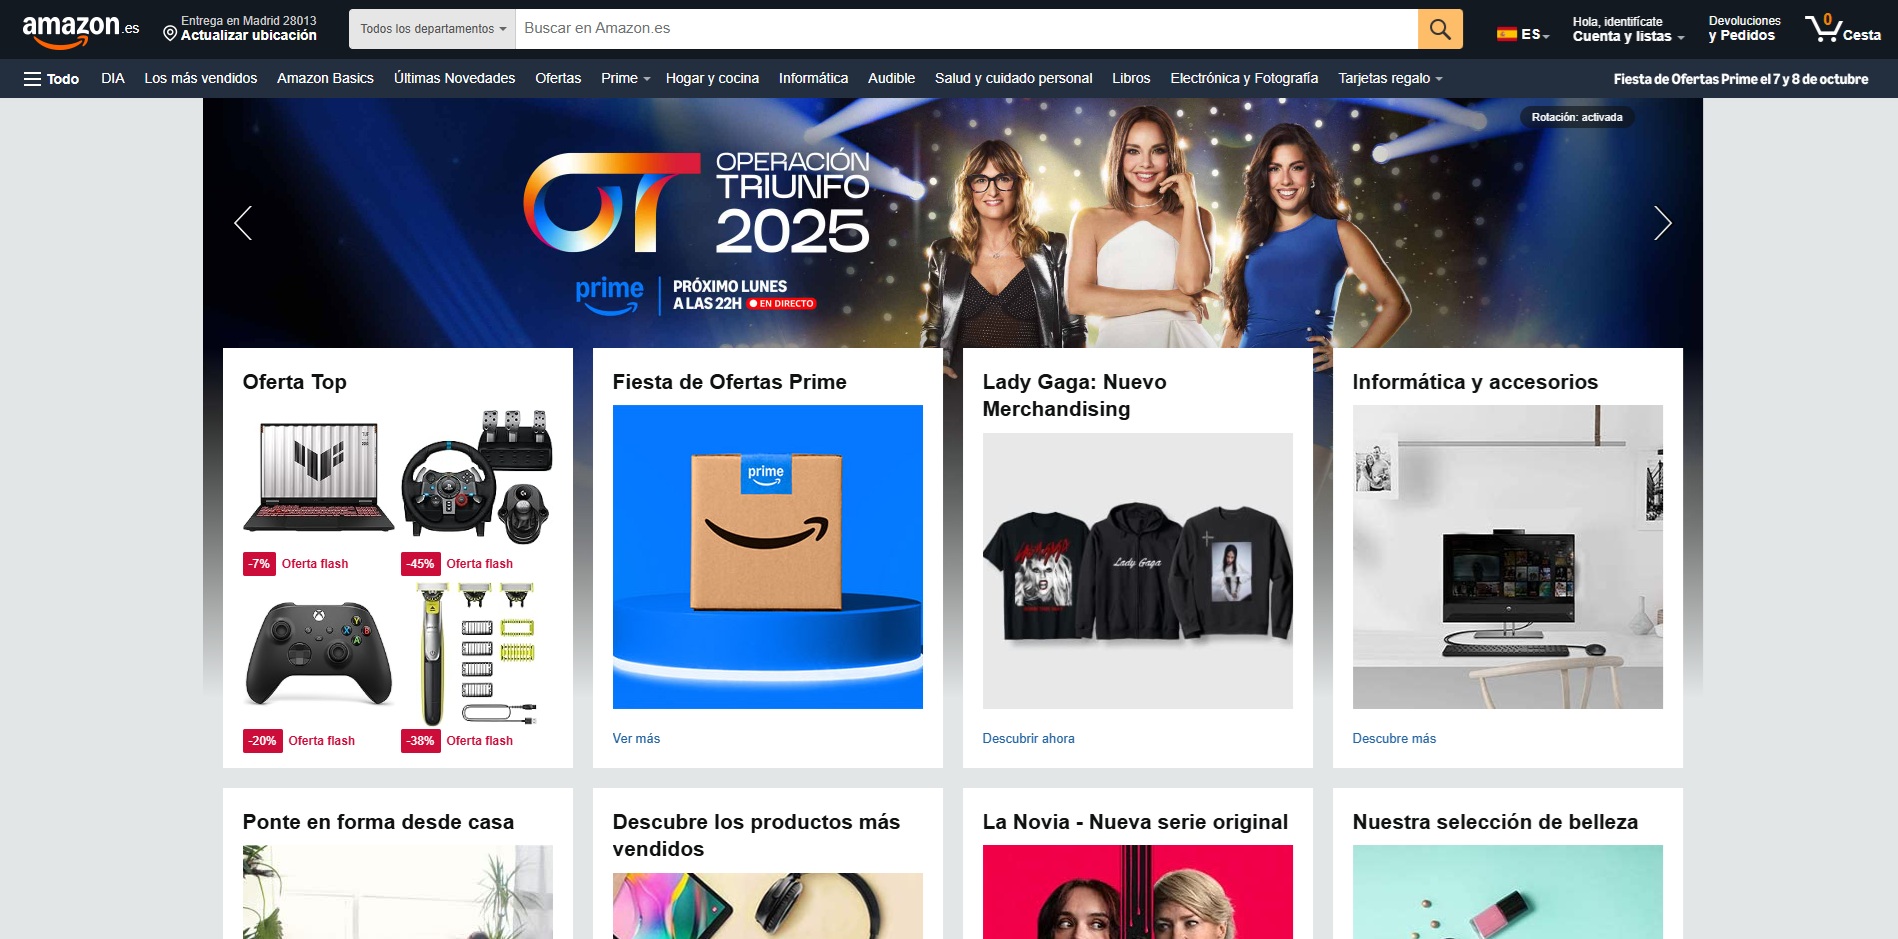 amazon.es
Entrega en Madrid 28013
Actualizar ubicación
Todos los departamentos
Buscar en Amazon.es
ES
Hola, identifícate
Cuenta y listas
Devoluciones
y Pedidos
0
Cesta
Todo
DIA
Los más vendidos
Amazon Basics
Últimas Novedades
Ofertas
Prime
Hogar y cocina
Informática
Audible
Salud y cuidado personal
Libros
Electrónica y Fotografía
Tarjetas regalo
Fiesta de Ofertas Prime el 7 y 8 de octubre
Rotación: activada
OT
OPERACIÓN
TRIUNFO
2025
prime
PRÓXIMO LUNES
A LAS 22H
EN DIRECTO
Oferta Top
-7% Oferta flash
-45% Oferta flash
Y
X
B
A
-20% Oferta flash
-38% Oferta flash
Fiesta de Ofertas Prime
prime
Ver más
Lady Gaga: Nuevo
Merchandising
Lady Gaga
Descubrir ahora
Informática y accesorios
Descubre más
Ponte en forma desde casa
Descubre los productos más
vendidos
La Novia - Nueva serie original
Nuestra selección de belleza